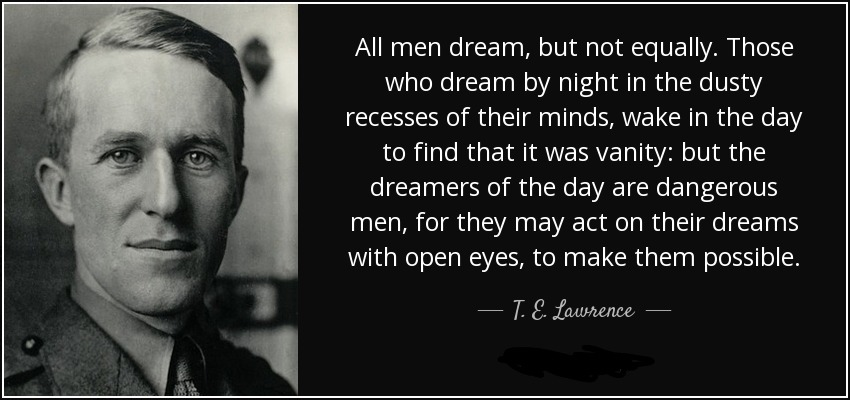 All men dream, but not equally. Those
who dream by night in the dusty
recesses of their minds, wake in the day
to find that it was vanity: but the
dreamers of the day are dangerous
men, for they may act on their dreams
with open eyes, to make them possible.
T. E. Lawrence